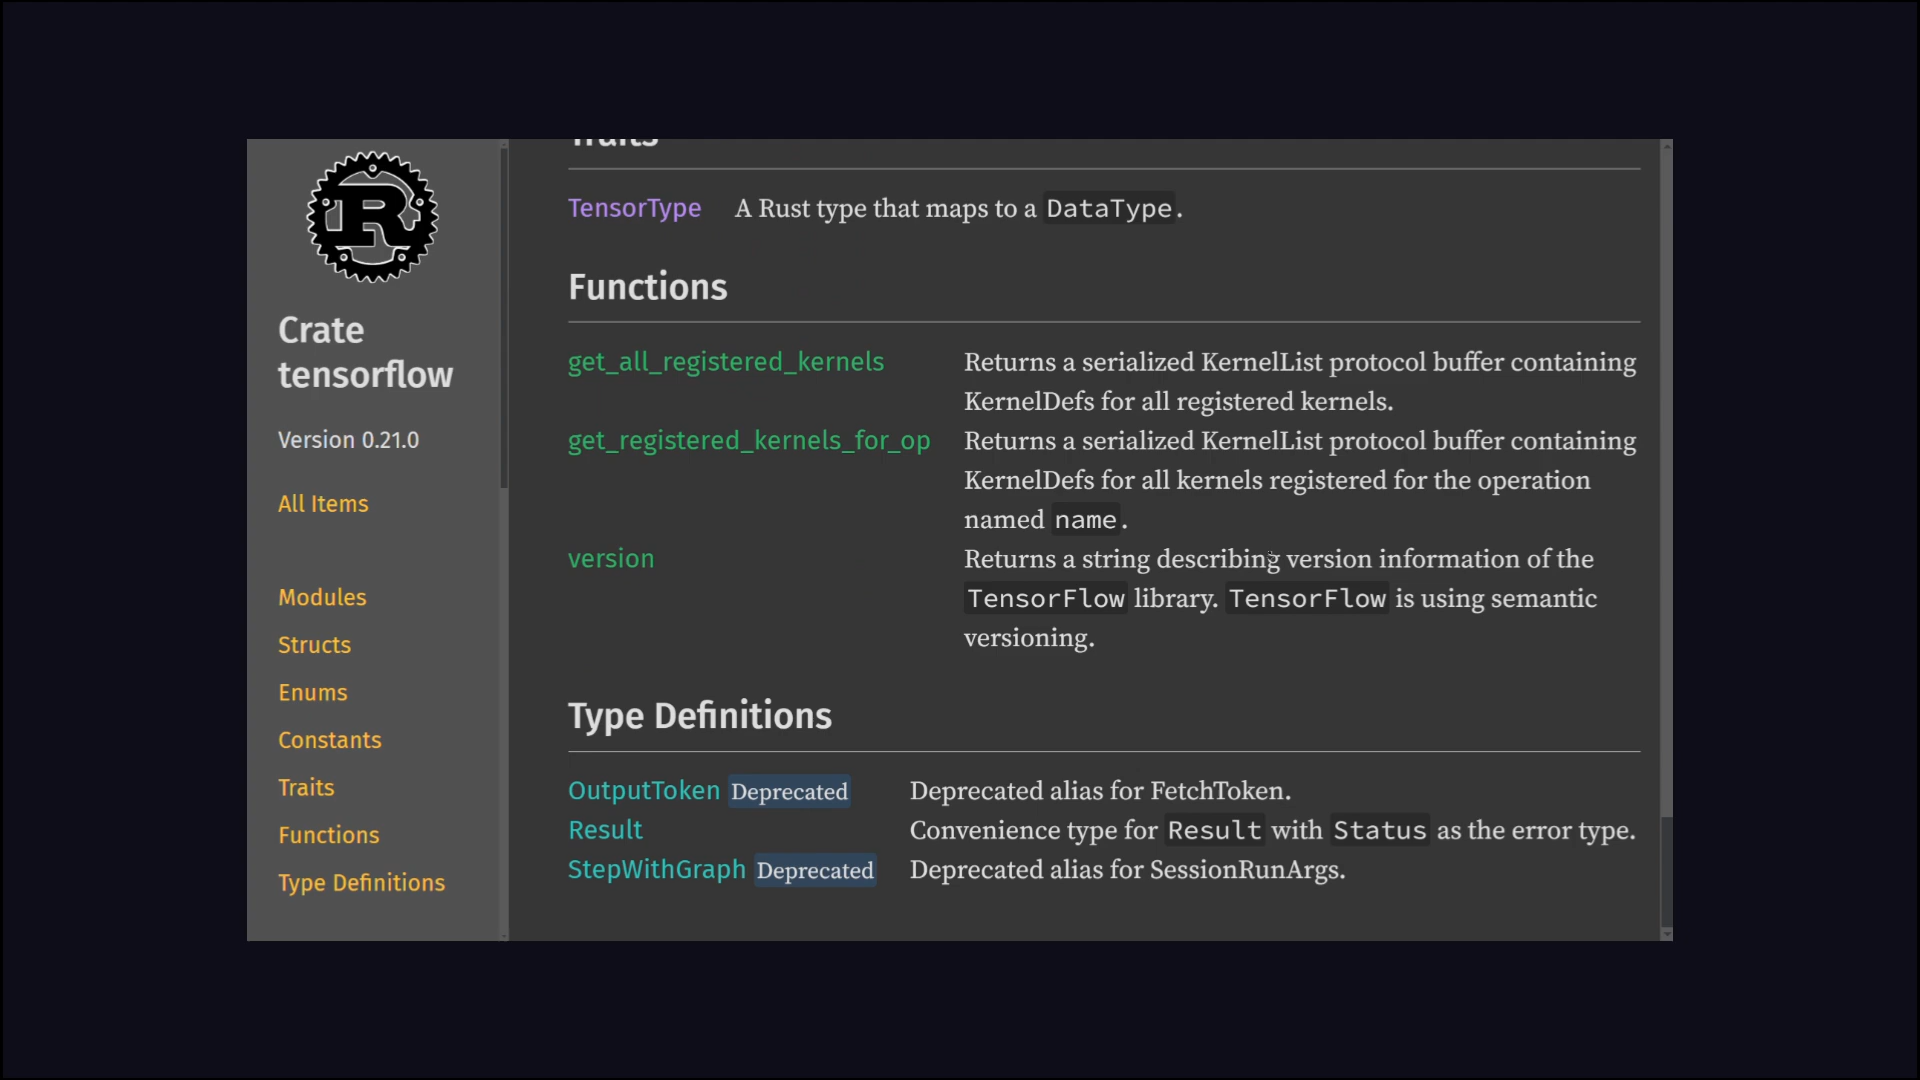 R
Crate
tensorflow
Version 0.21.0
All Items
Modules
Structs
Enums
Constants
Traits
Functions
Type Definitions
Traits
TensorType A Rust type that maps to a DataType.
Functions
get_all_registered_kernels Returns a serialized KernelList protocol buffer containing
KernelDefs for all registered kernels.
get_registered_kernels_for_op Returns a serialized KernelList protocol buffer containing
KernelDefs for all kernels registered for the operation
named name.
version Returns a string describing version information of the
TensorFlow library. TensorFlow is using semantic
versioning.
Type Definitions
OutputToken Deprecated Deprecated alias for FetchToken.
Result Convenience type for Result with Status as the error type.
StepWithGraph Deprecated Deprecated alias for SessionRunArgs.